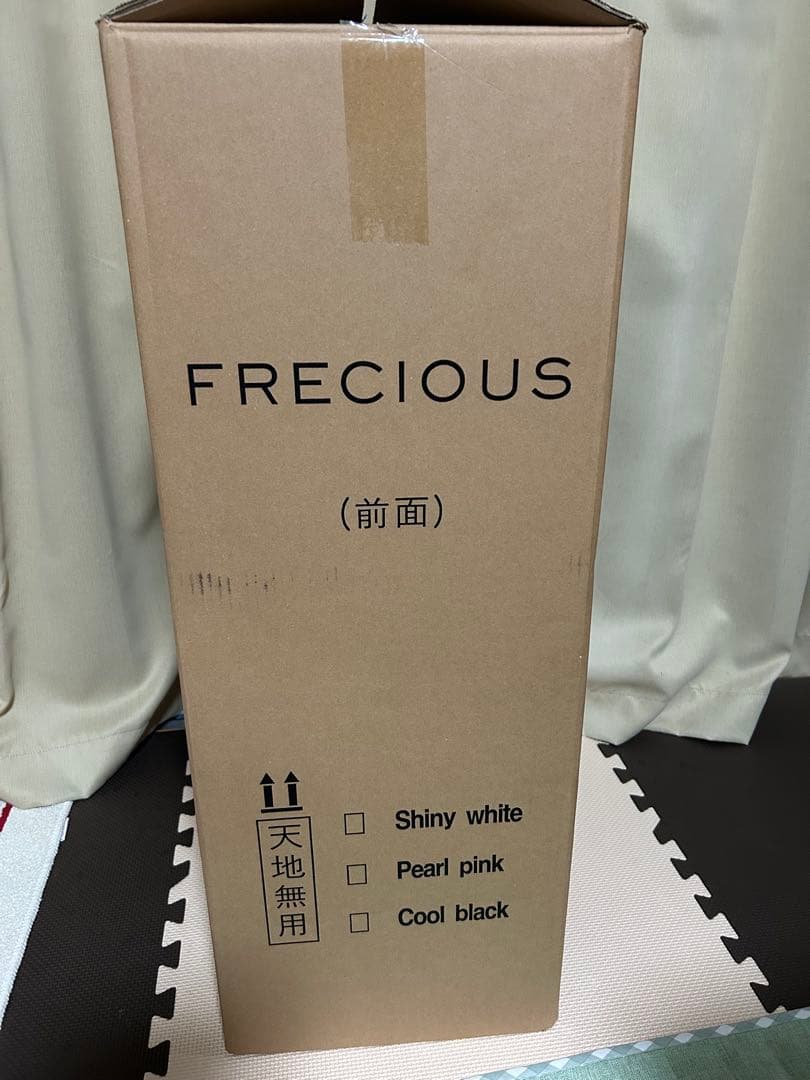 FRECIOUS
(前面)
天地無用
Shiny white
Pearl pink
Cool black